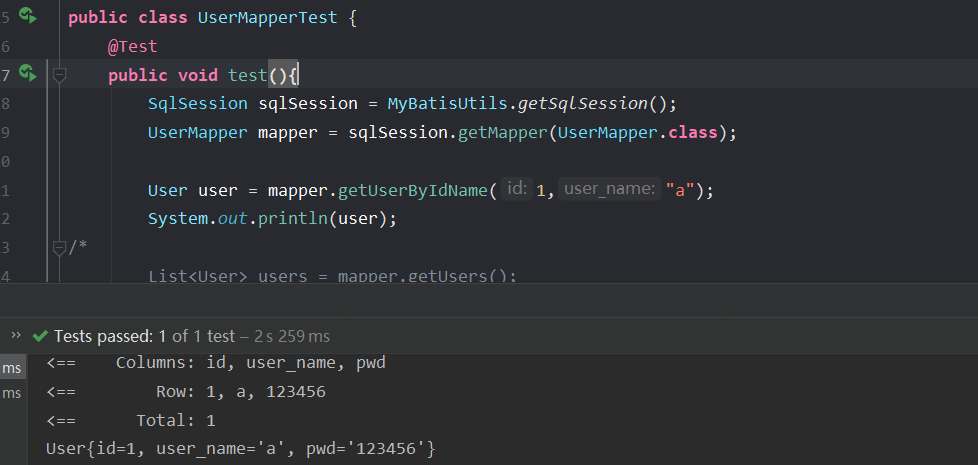 5 public class UserMapperTest {
6 @Test
7 public void test(){
8 SqlSession sqlSession = MyBatisUtils.getSqlSession();
9 UserMapper mapper = sqlSession.getMapper(UserMapper.class);
0
1 User user = mapper.getUserByIdName( id: 1, user_name: "a");
2 System.out.println(user);
3 /*
4 List<User> users = mapper.getUsers();
» Tests passed: 1 of 1 test – 2 s 259 ms
ms <== Columns: id, user_name, pwd
ms <== Row: 1, a, 123456
<== Total: 1
User{id=1, user_name='a', pwd='123456'}